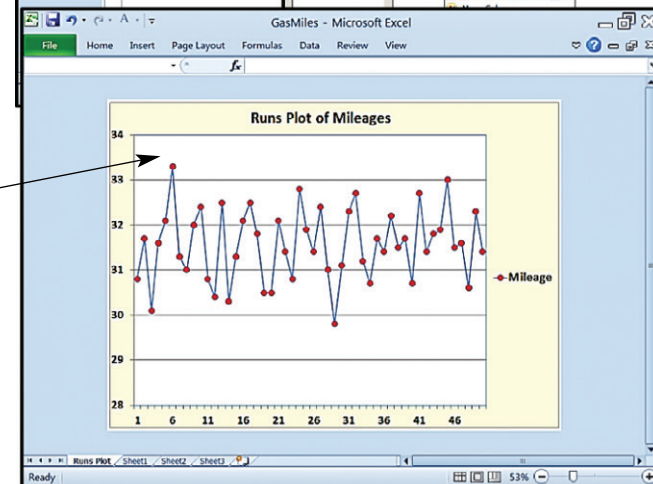 GasMiles - Microsoft Excel
File Home Insert Page Layout Formulas Data Review View
fx
Runs Plot of Mileages
34
33
32
31
30
29
28
1 6 11 16 21 26 31 36 41 46
Mileage
Runs Plot Sheet1 Sheet2 Sheet3
Ready
53%